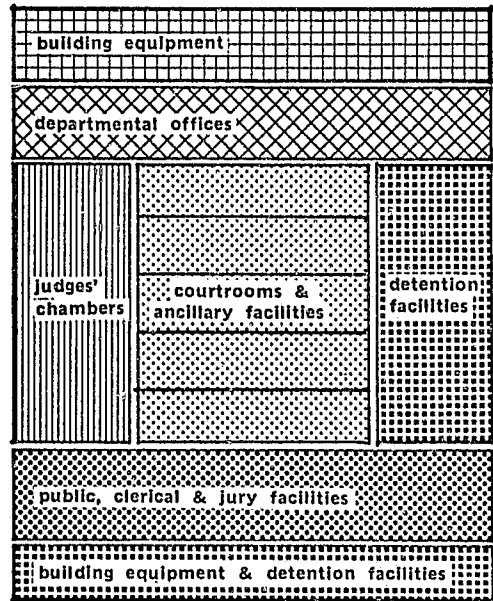 building equipment
departmental offices
judges'
chambers
courtrooms &
ancillary facilities
detention
facilities
public, clerical & jury facilities
building equipment & detention facilities